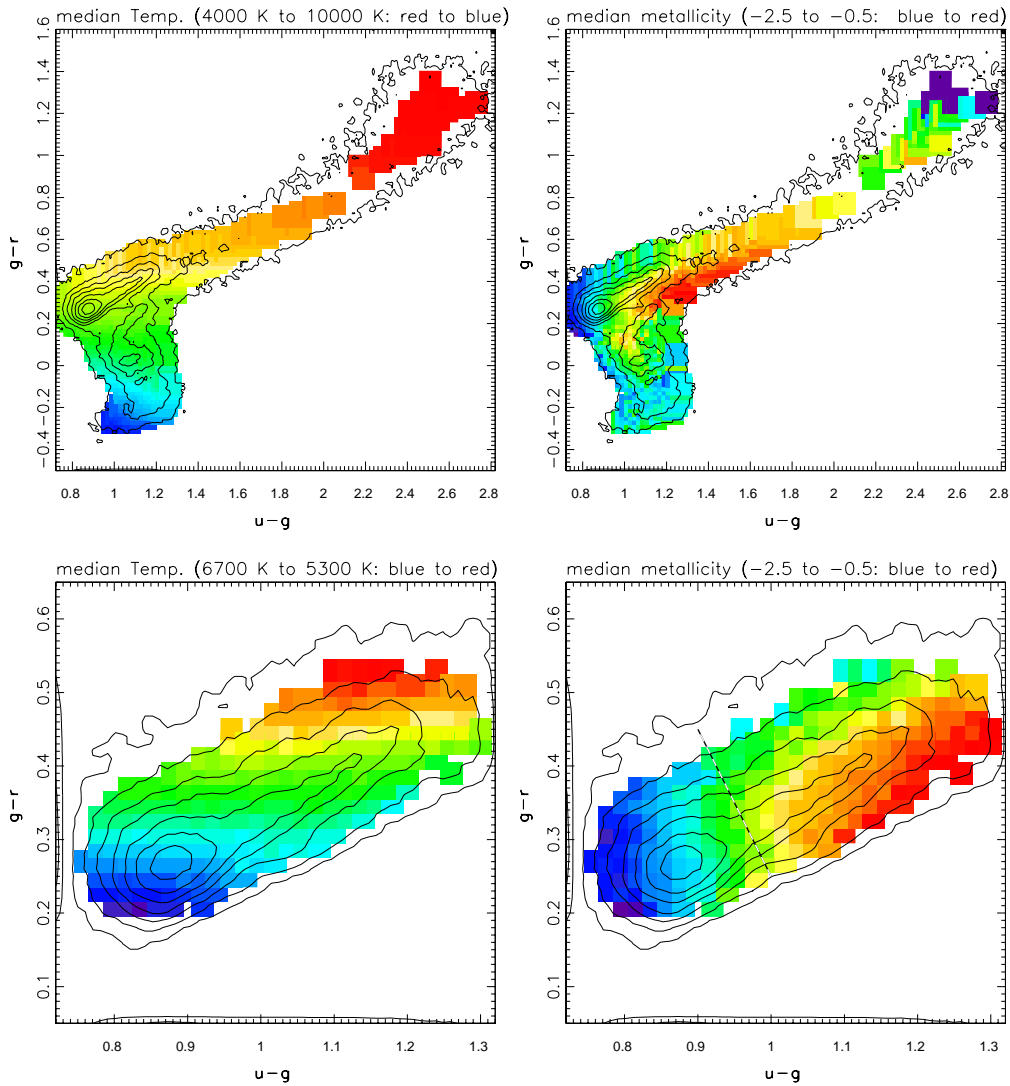 median Temp. (4000 K to 10000 K: red to blue)
g-r
1.6
1.4
1.2
1
0.8
0.6
0.4
0.2
0
-0.2
-0.4
0.8 1 1.2 1.4 1.6 1.8 2 2.2 2.4 2.6 2.8
u-g
median metallicity (-2.5 to -0.5: blue to red)
g-r
1.6
1.4
1.2
1
0.8
0.6
0.4
0.2
0
-0.2
-0.4
0.8 1 1.2 1.4 1.6 1.8 2 2.2 2.4 2.6 2.8
u-g
median Temp. (6700 K to 5300 K: blue to red)
g-r
0.6
0.5
0.4
0.3
0.2
0.1
0.8 0.9 1 1.1 1.2 1.3
u-g
median metallicity (-2.5 to -0.5: blue to red)
g-r
0.6
0.5
0.4
0.3
0.2
0.1
0.8 0.9 1 1.1 1.2 1.3
u-g